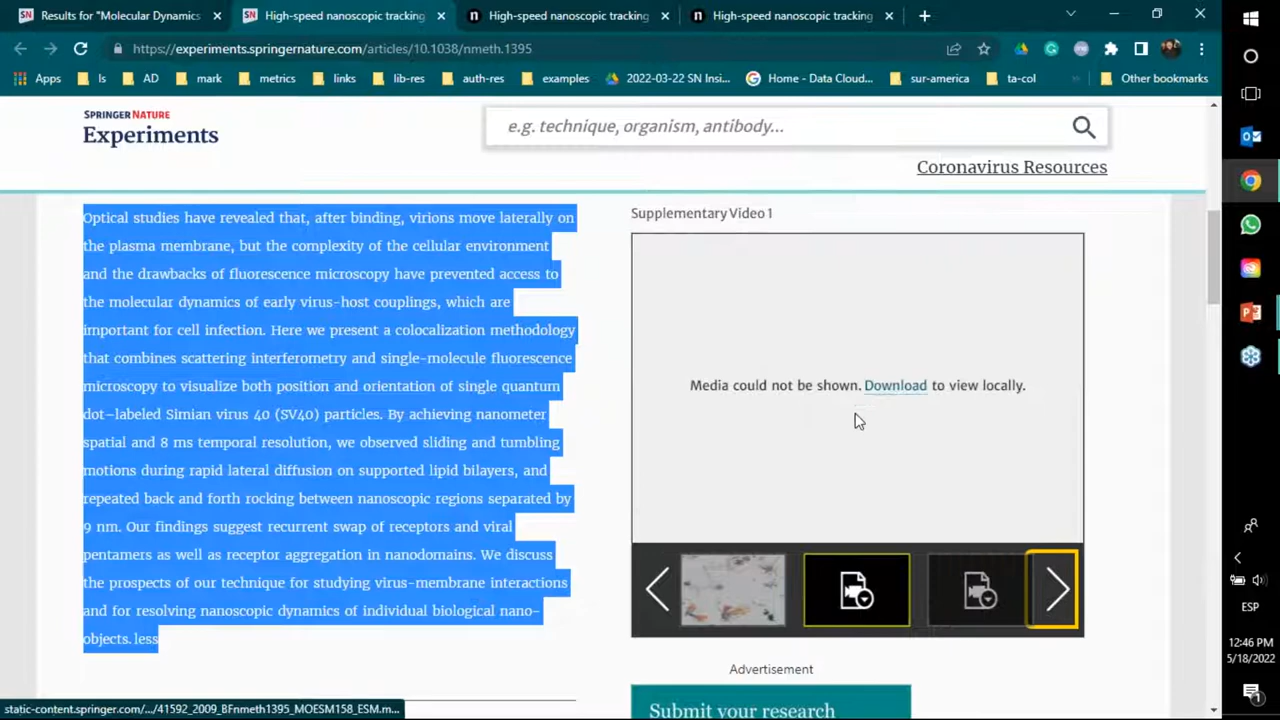 Results for "Molecular Dynamics
High-speed nanoscopic tracking
High-speed nanoscopic tracking
High-speed nanoscopic tracking
https://experiments.springernature.com/articles/10.1038/nmeth.1395
Apps
ls
AD
mark
metrics
links
lib-res
auth-res
examples
2022-03-22 SN Insi...
Home - Data Cloud...
sur-america
ta-col
Other bookmarks
SPRINGER NATURE
Experiments
e.g. technique, organism, antibody...
Coronavirus Resources
Optical studies have revealed that, after binding, virions move laterally on
the plasma membrane, but the complexity of the cellular environment
and the drawbacks of fluorescence microscopy have prevented access to
the molecular dynamics of early virus-host couplings, which are
important for cell infection. Here we present a colocalization methodology
that combines scattering interferometry and single-molecule fluorescence
microscopy to visualize both position and orientation of single quantum
dot–labeled Simian virus 40 (SV40) particles. By achieving nanometer
spatial and 8 ms temporal resolution, we observed sliding and tumbling
motions during rapid lateral diffusion on supported lipid bilayers, and
repeated back and forth rocking between nanoscopic regions separated by
9 nm. Our findings suggest recurrent swap of receptors and viral
pentamers as well as receptor aggregation in nanodomains. We discuss
the prospects of our technique for studying virus-membrane interactions
and for resolving nanoscopic dynamics of individual biological nano-
objects. less
Supplementary Video 1
Media could not be shown. Download to view locally.
Advertisement
Submit your research
static-content.springer.com/.../41592_2009_BFnmeth1395_MOESM158_ESM.m...
ESP
12:46 PM
5/18/2022